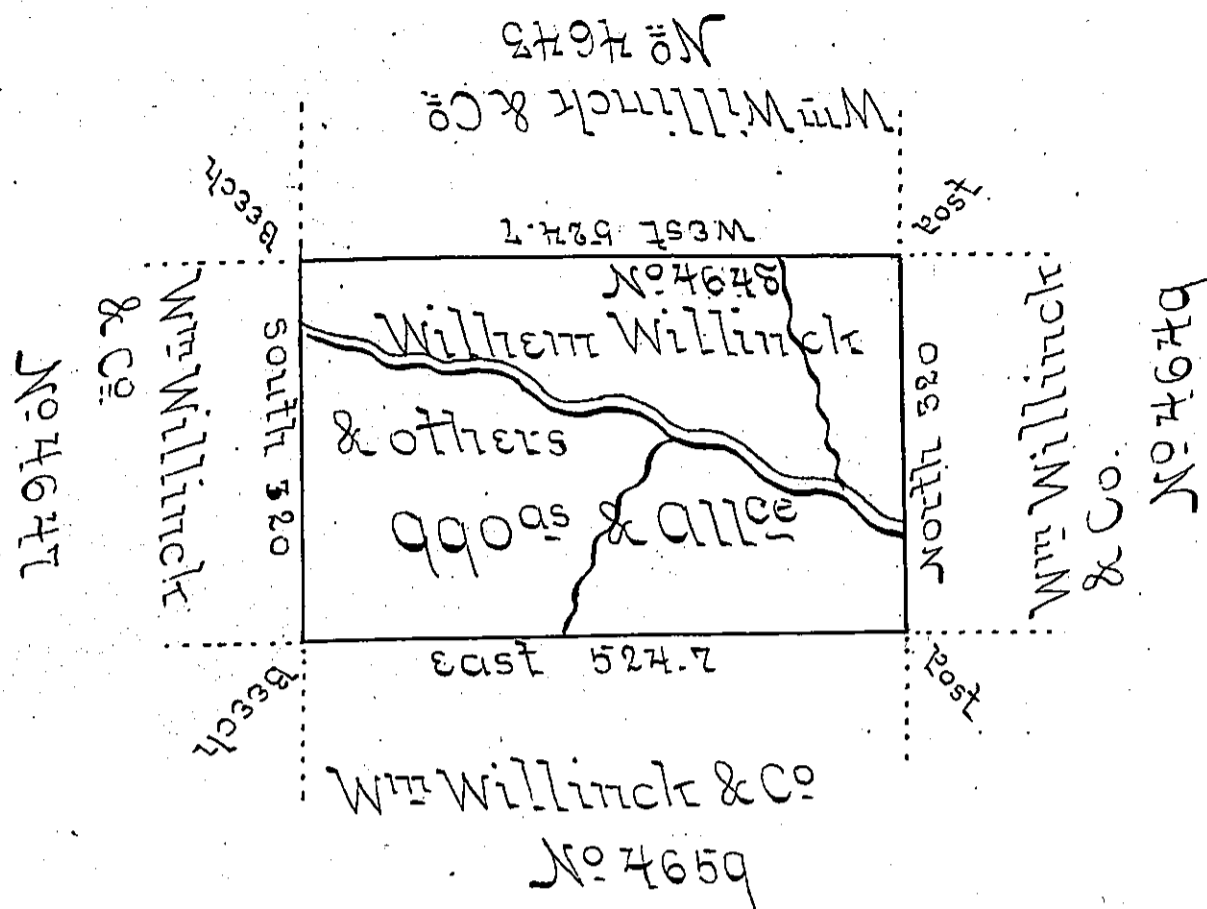 No 4643
Wm Willinck & Co
Beech
Post
West 524.7
No 4648
Wilhem Willinck
& others
990as & Allce
South 320
North 320
Wm Willinck
& Co
No 4647
Wm Willinck
& Co.
No 4649
East 524.7
Beech
Post
Wm Willinck & Co
No 4659